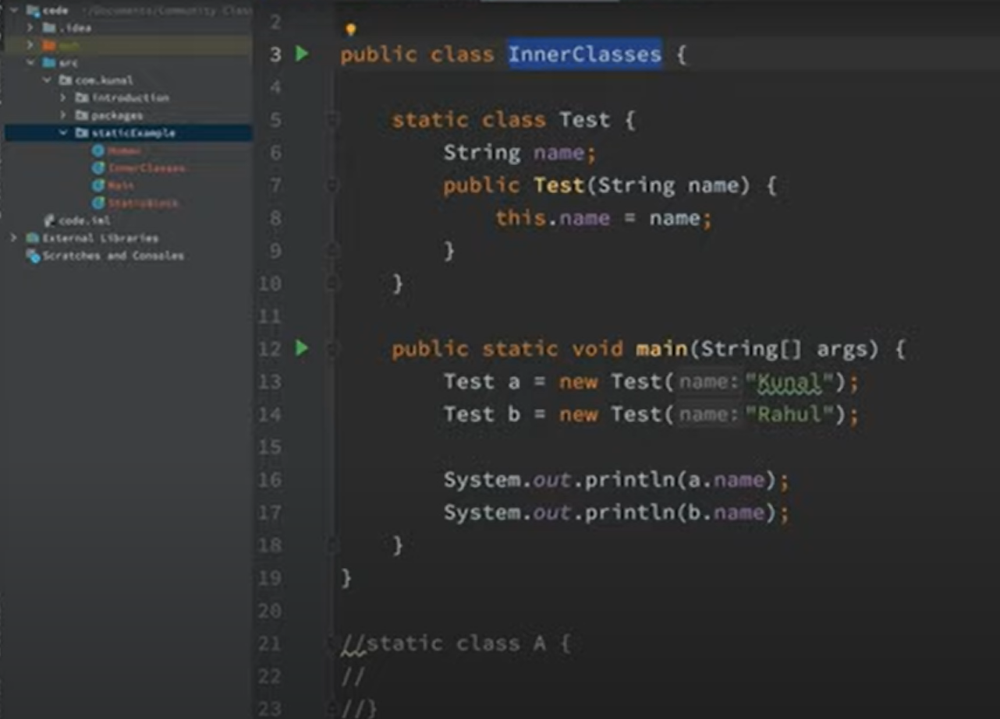 code ~/Documents/Community Class
.idea
out
src
com.kunal
introduction
packages
staticExample
Human
InnerClasses
Main
StaticBlock
code.iml
External Libraries
Scratches and Consoles
2
3 public class InnerClasses {
4
5 static class Test {
6 String name;
7 public Test(String name) {
8 this.name = name;
9 }
10 }
11
12 public static void main(String[] args) {
13 Test a = new Test( name: "Kunal");
14 Test b = new Test( name: "Rahul");
15
16 System.out.println(a.name);
17 System.out.println(b.name);
18 }
19 }
20
21 //static class A {
22 //
23 //}